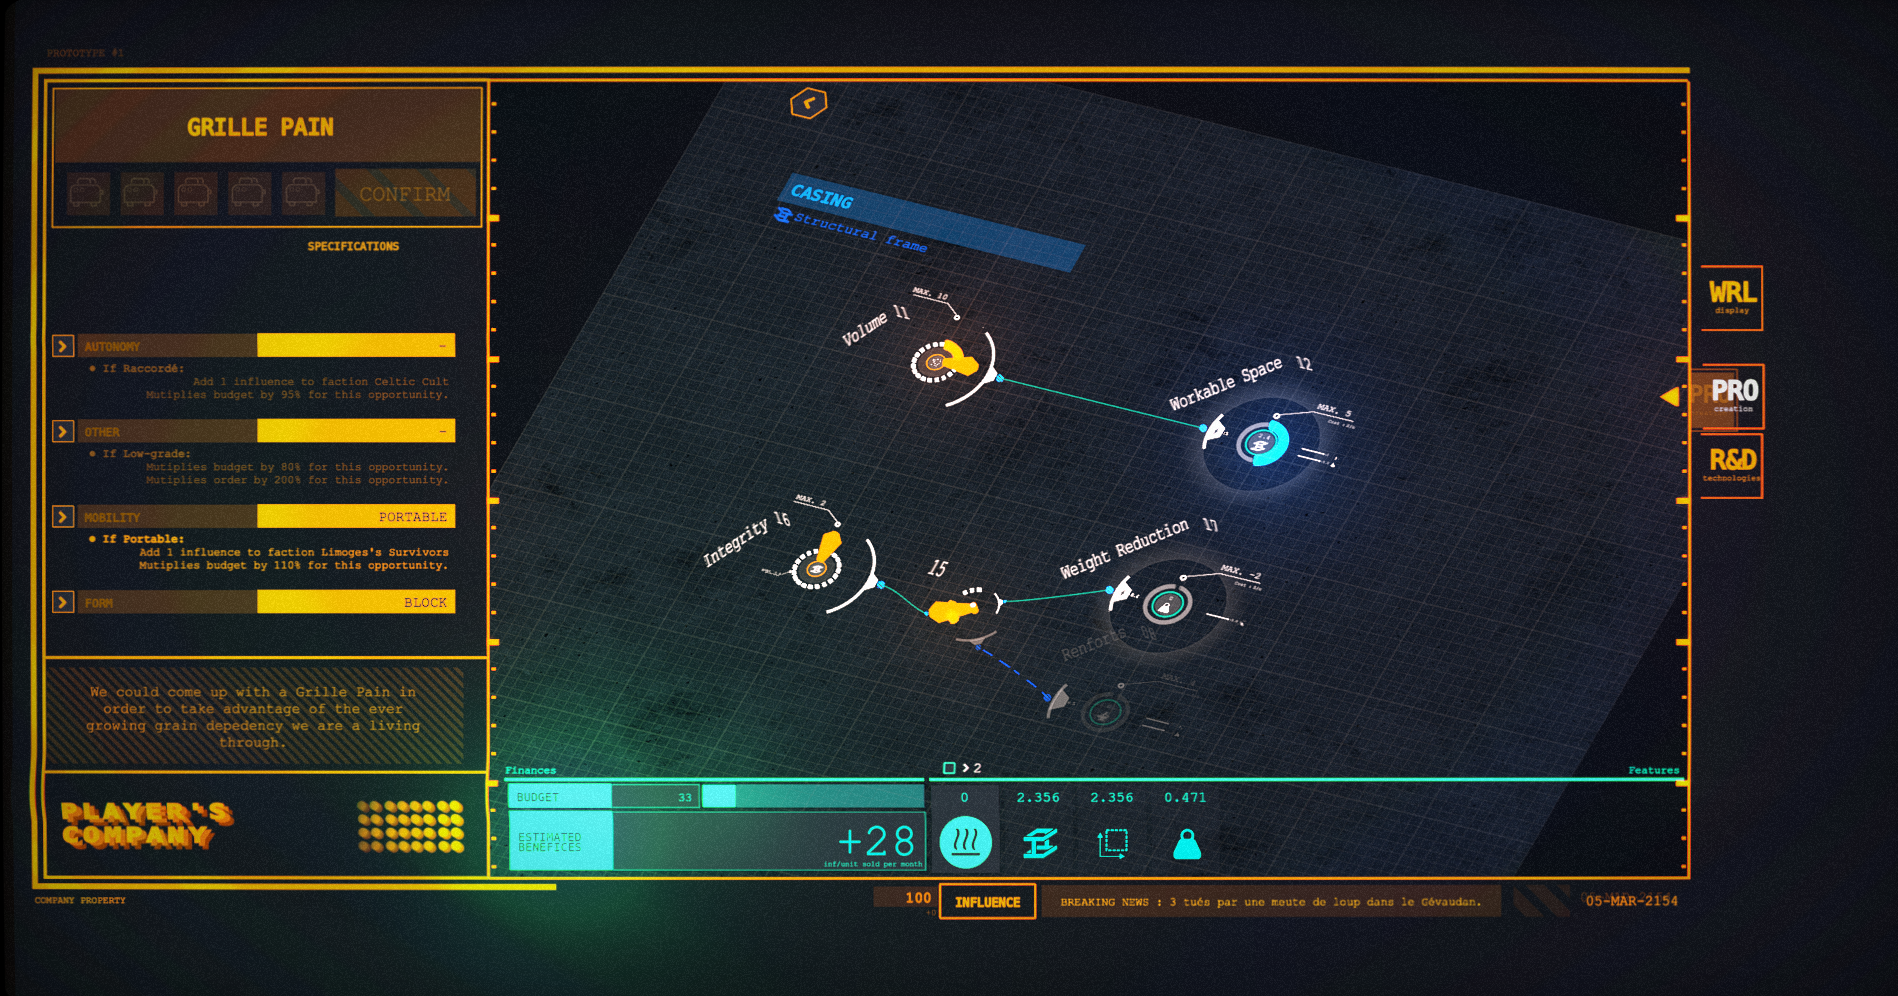 PROTOTYPE #1
GRILLE PAIN
CONFIRM
SPECIFICATIONS
AUTONOMY -
If Raccordé:
Add 1 influence to faction Celtic Cult
Mutiplies budget by 95% for this opportunity.
OTHER -
If Low-grade:
Mutiplies budget by 80% for this opportunity.
Mutiplies order by 200% for this opportunity.
MOBILITY PORTABLE
If Portable:
Add 1 influence to faction Limoges's Survivors
Mutiplies budget by 110% for this opportunity.
FORM BLOCK
We could come up with a Grille Pain in
order to take advantage of the ever
growing grain depedency we are a living
through.
PLAYER'S
COMPANY
COMPANY PROPERTY
CASING
Structural frame
MAX. 10
Volume 11
Workable Space 12
MAX. 5
MAX. 2
Integrity 16
15
Weight Reduction 17
MAX. -2
Renforts
Finances
> 2
Features
BUDGET 33
ESTIMATED
BENEFICES
+28
inf/unit sold per month
0 2.356 2.356 0.471
WRL
display
PRO
creation
R&D
technologies
100
+0
INFLUENCE
BREAKING NEWS : 3 tués par une meute de loup dans le Gévaudan.
05-MAR-2154